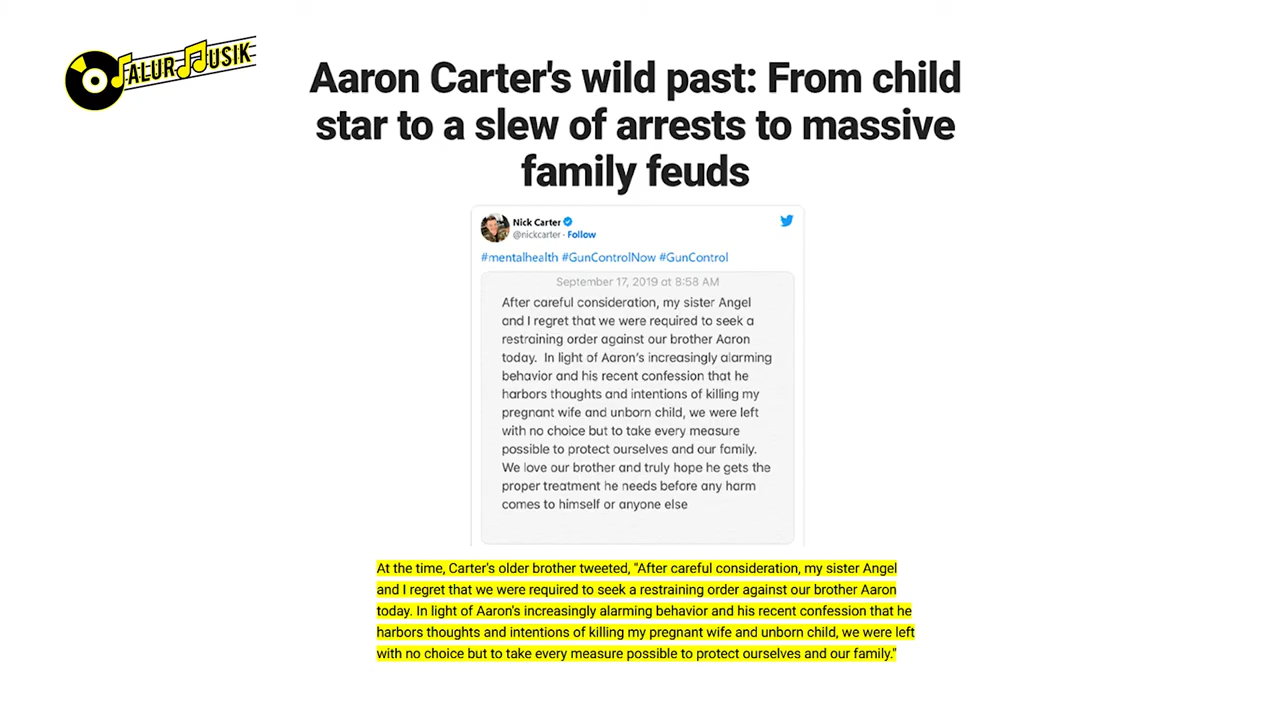 ALUR MUSIK
Aaron Carter's wild past: From child
star to a slew of arrests to massive
family feuds
Nick Carter
@nickcarter · Follow
#mentalhealth #GunControlNow #GunControl
September 17, 2019 at 8:58 AM
After careful consideration, my sister Angel
and I regret that we were required to seek a
restraining order against our brother Aaron
today.  In light of Aaron's increasingly alarming
behavior and his recent confession that he
harbors thoughts and intentions of killing my
pregnant wife and unborn child, we were left
with no choice but to take every measure
possible to protect ourselves and our family.
We love our brother and truly hope he gets the
proper treatment he needs before any harm
comes to himself or anyone else
At the time, Carter's older brother tweeted, "After careful consideration, my sister Angel
and I regret that we were required to seek a restraining order against our brother Aaron
today. In light of Aaron's increasingly alarming behavior and his recent confession that he
harbors thoughts and intentions of killing my pregnant wife and unborn child, we were left
with no choice but to take every measure possible to protect ourselves and our family."